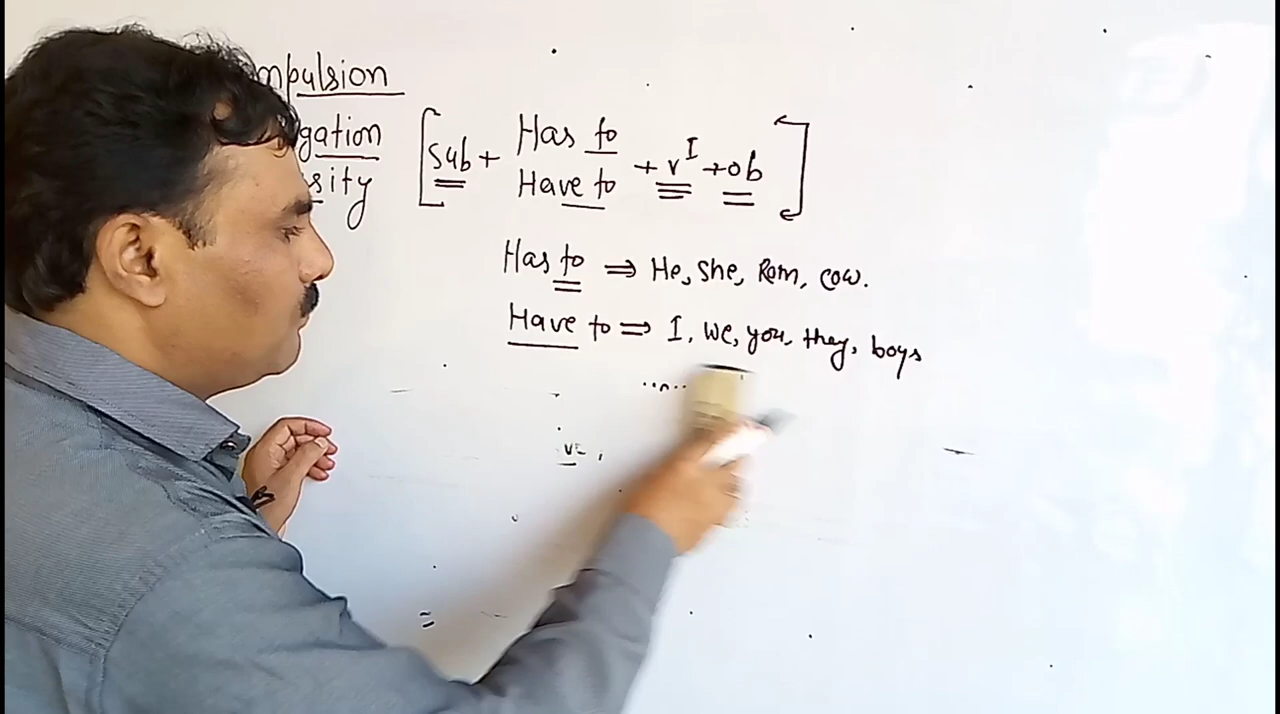 mpulsion
gation [Sub + Has to
Have to + v^I + ob]
sity
Has to ⇒ He, She, Ram, cow.
Have to ⇒ I, we, you, they, boys